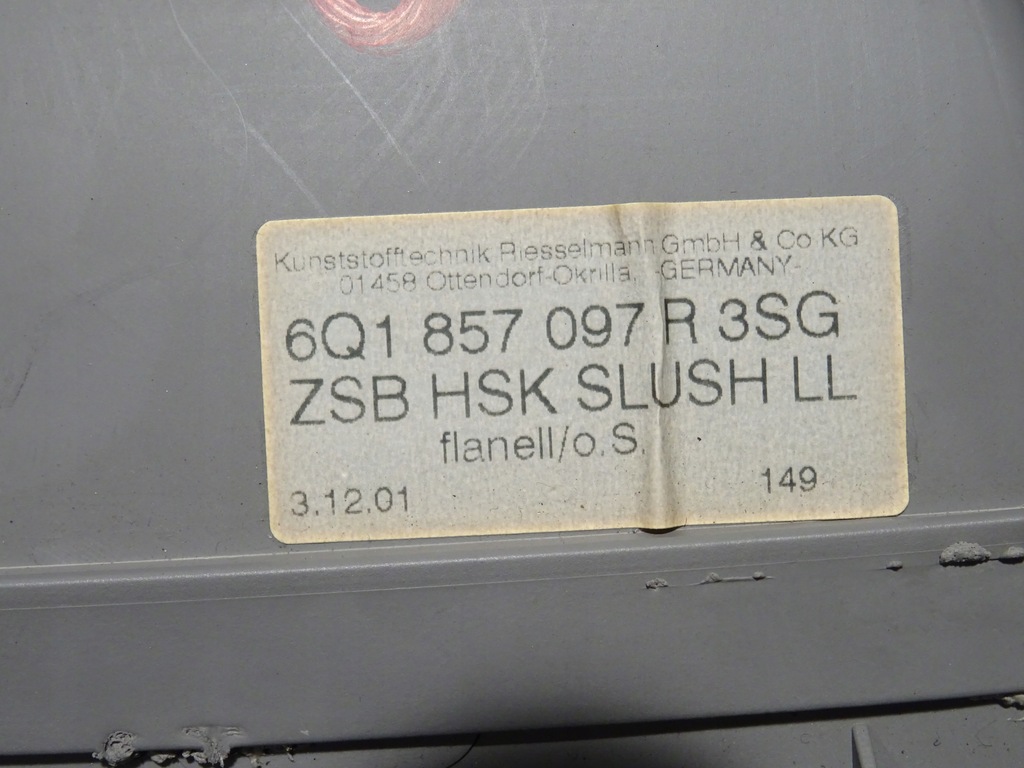 Kunststofftechnik Riesselmann GmbH & Co KG
01458 Ottendorf-Okrilla, -GERMANY-
6Q1 857 097 R 3SG
ZSB HSK SLUSH LL
flanell/o.S.
3.12.01 149